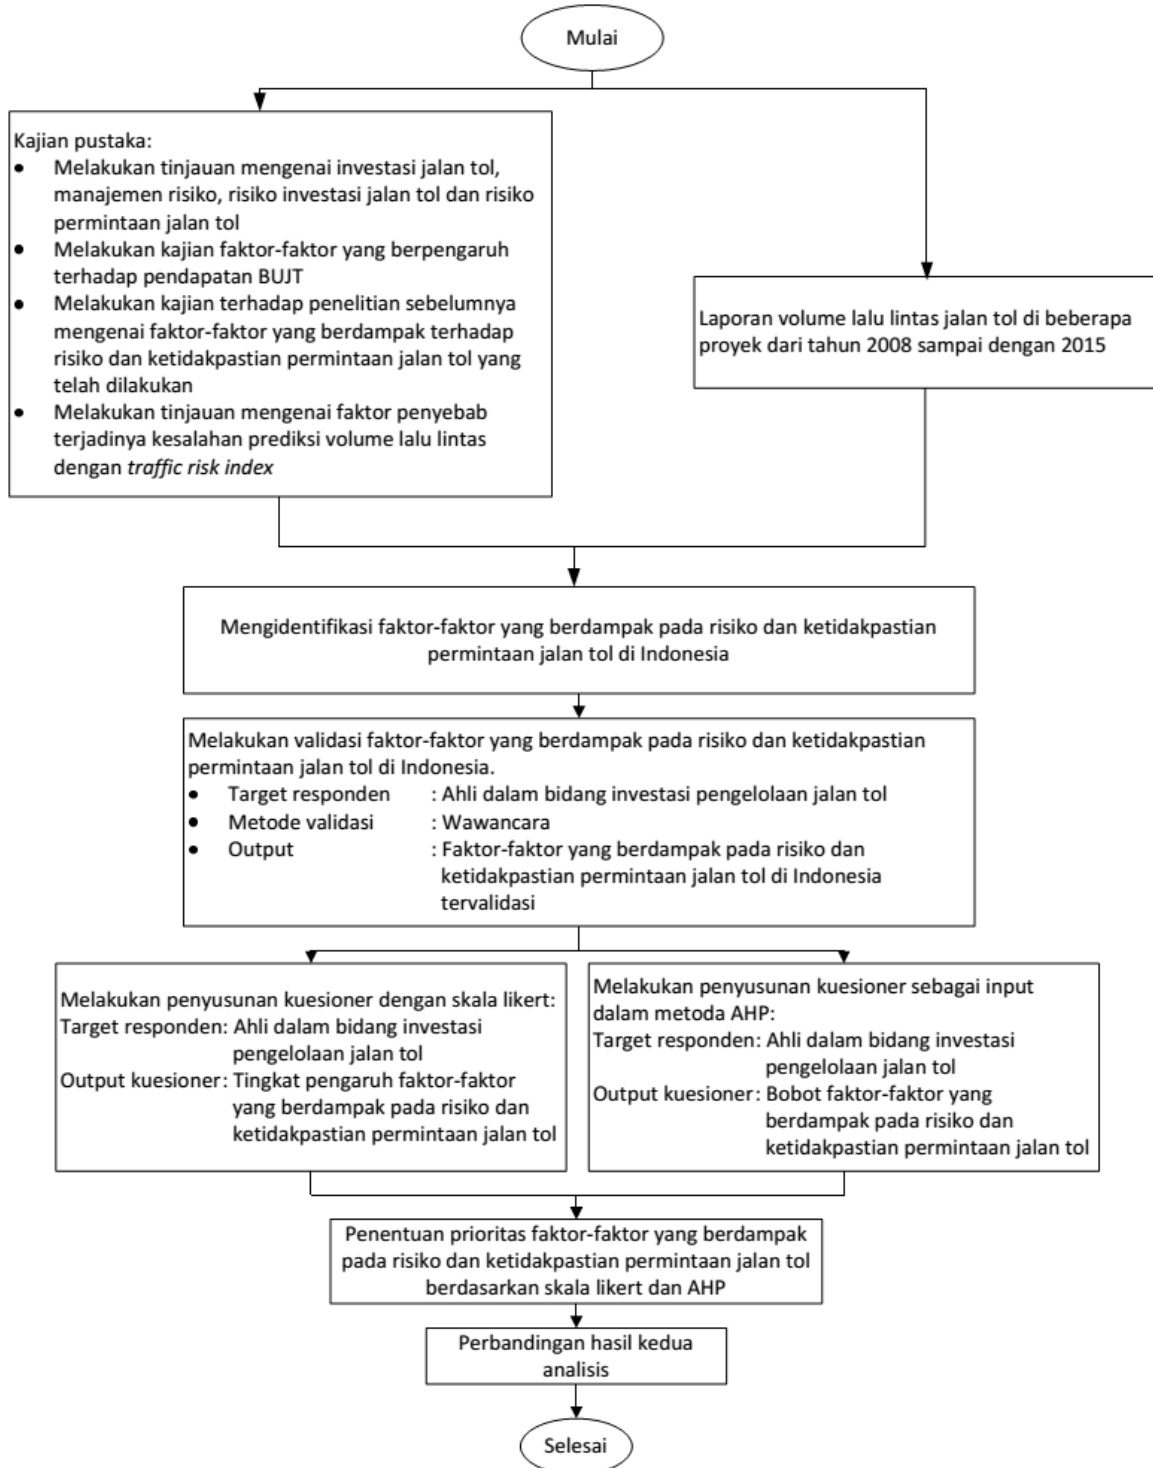 Mulai
Kajian pustaka:
• Melakukan tinjauan mengenai investasi jalan tol,
manajemen risiko, risiko investasi jalan tol dan risiko
permintaan jalan tol
• Melakukan kajian faktor-faktor yang berpengaruh
terhadap pendapatan BUJT
• Melakukan kajian terhadap penelitian sebelumnya
mengenai faktor-faktor yang berdampak terhadap
risiko dan ketidakpastian permintaan jalan tol yang
telah dilakukan
• Melakukan tinjauan mengenai faktor penyebab
terjadinya kesalahan prediksi volume lalu lintas
dengan traffic risk index
Laporan volume lalu lintas jalan tol di beberapa
proyek dari tahun 2008 sampai dengan 2015
Mengidentifikasi faktor-faktor yang berdampak pada risiko dan ketidakpastian
permintaan jalan tol di Indonesia
Melakukan validasi faktor-faktor yang berdampak pada risiko dan ketidakpastian
permintaan jalan tol di Indonesia.
• Target responden : Ahli dalam bidang investasi pengelolaan jalan tol
• Metode validasi : Wawancara
• Output : Faktor-faktor yang berdampak pada risiko dan
ketidakpastian permintaan jalan tol di Indonesia
tervalidasi
Melakukan penyusunan kuesioner dengan skala likert:
Target responden: Ahli dalam bidang investasi
pengelolaan jalan tol
Output kuesioner: Tingkat pengaruh faktor-faktor
yang berdampak pada risiko dan
ketidakpastian permintaan jalan tol
Melakukan penyusunan kuesioner sebagai input
dalam metoda AHP:
Target responden: Ahli dalam bidang investasi
pengelolaan jalan tol
Output kuesioner: Bobot faktor-faktor yang
berdampak pada risiko dan
ketidakpastian permintaan jalan tol
Penentuan prioritas faktor-faktor yang berdampak
pada risiko dan ketidakpastian permintaan jalan tol
berdasarkan skala likert dan AHP
Perbandingan hasil kedua
analisis
Selesai